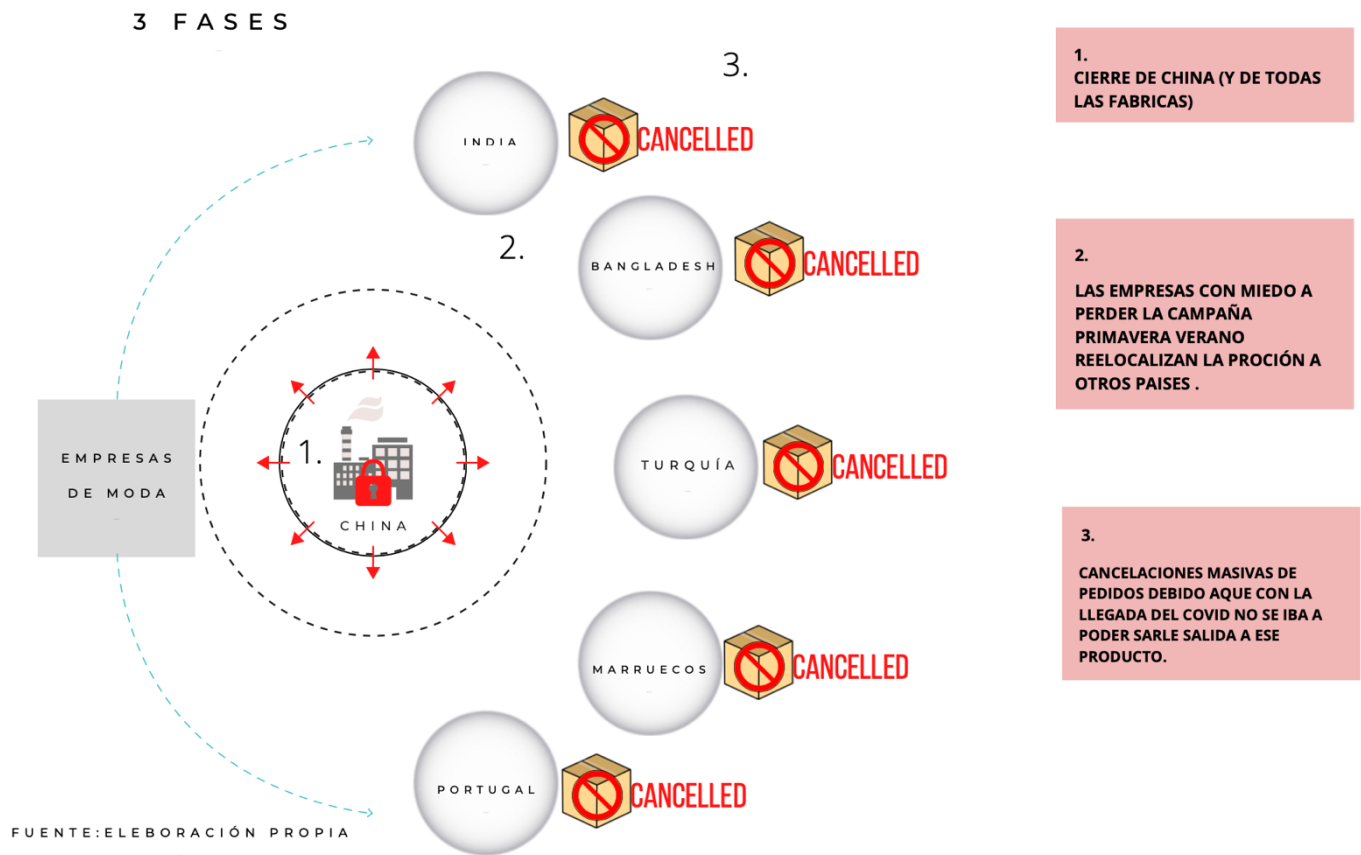 3 FASES
3.
INDIA
CANCELLED
2.
BANGLADESH
CANCELLED
EMPRESAS
DE MODA
1.
CHINA
TURQUÍA
CANCELLED
MARRUECOS
CANCELLED
PORTUGAL
CANCELLED
FUENTE:ELEBORACIÓN PROPIA
1.
CIERRE DE CHINA (Y DE TODAS
LAS FABRICAS)
2.
LAS EMPRESAS CON MIEDO A
PERDER LA CAMPAÑA
PRIMAVERA VERANO
REELOCALIZAN LA PROCIÓN A
OTROS PAISES .
3.
CANCELACIONES MASIVAS DE
PEDIDOS DEBIDO AQUE CON LA
LLEGADA DEL COVID NO SE IBA A
PODER SARLE SALIDA A ESE
PRODUCTO.